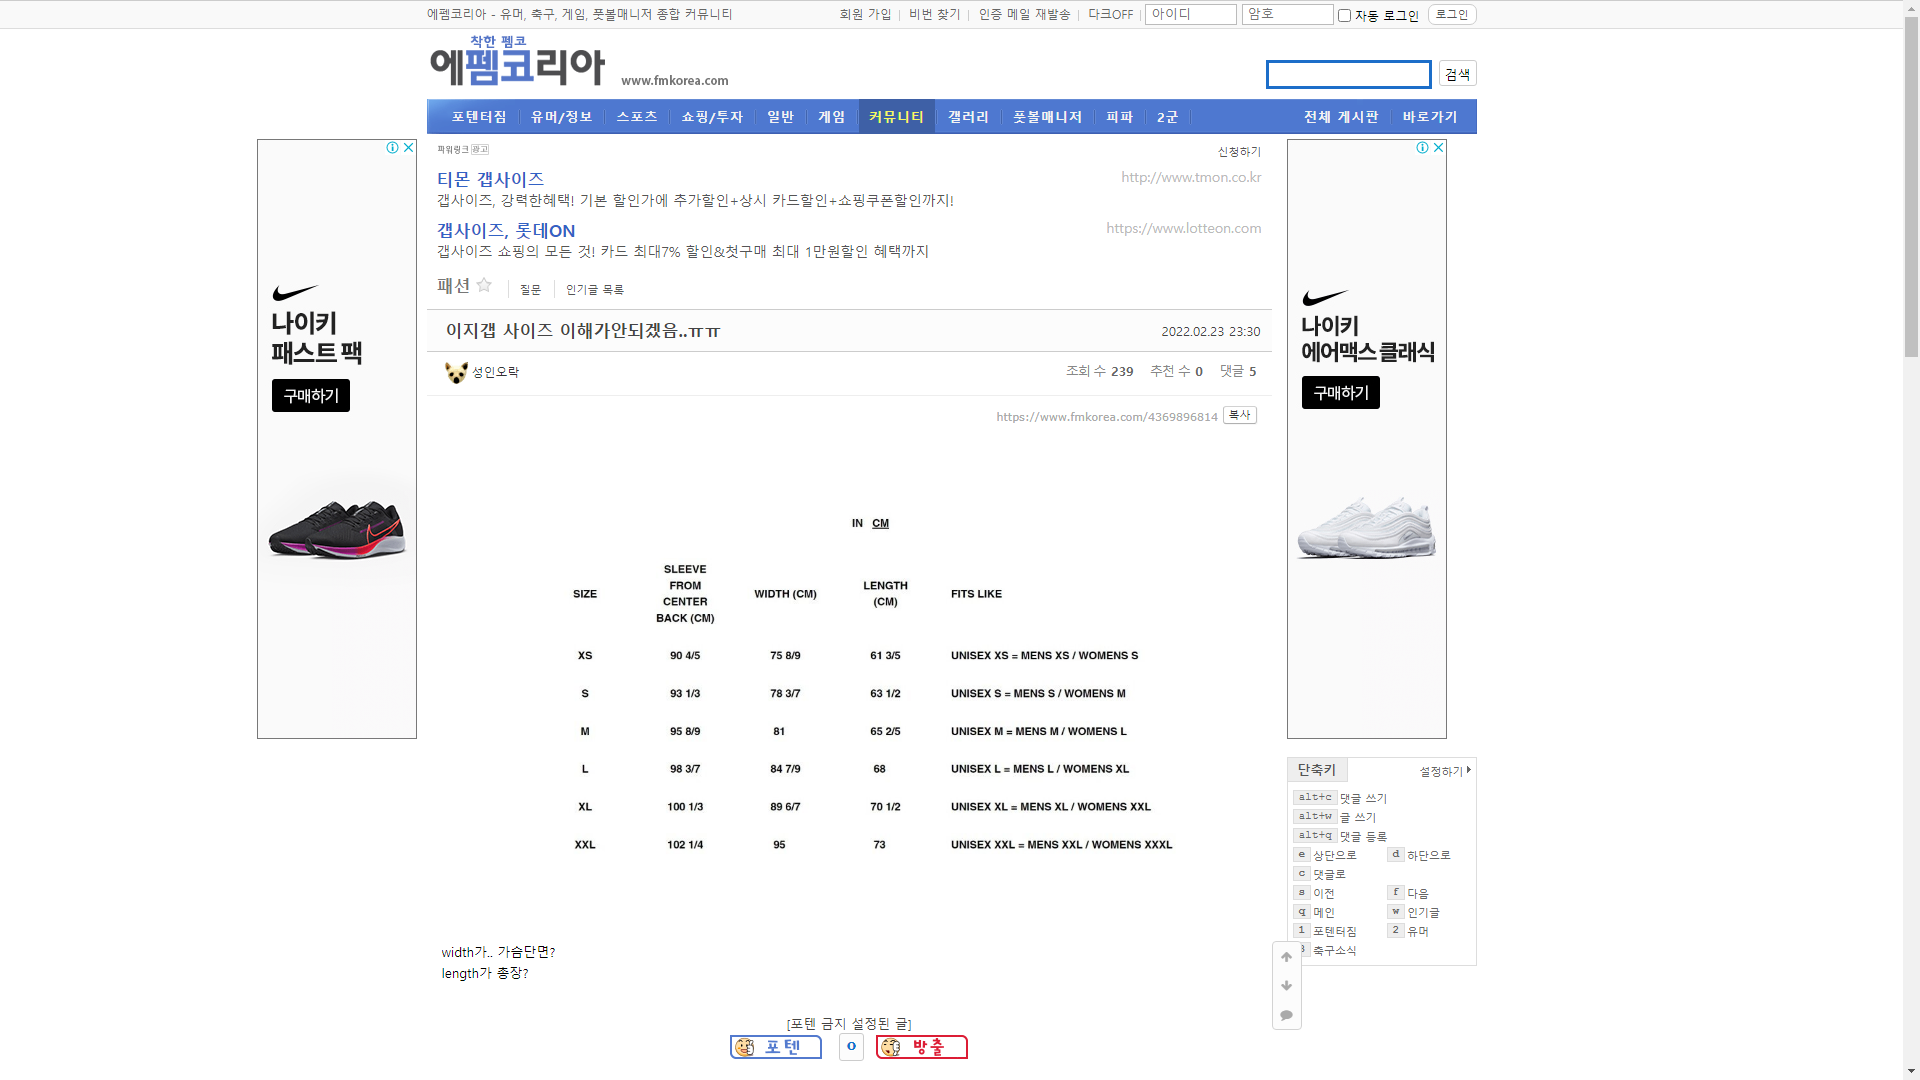 에펨코리아 - 유머, 축구, 게임, 풋볼매니저 종합 커뮤니티
회원 가입 비번 찾기 인증 메일 재발송 다크OFF 아이디 암호 자동 로그인 로그인
착한 펨코
에펨코리아 www.fmkorea.com
검색
포텐터짐 유머/정보 스포츠 쇼핑/투자 일반 게임 커뮤니티 갤러리 풋볼매니저 피파 2군 전체 게시판 바로가기
파워링크 광고 신청하기
티몬 갭사이즈 http://www.tmon.co.kr
갭사이즈, 강력한혜택! 기본 할인가에 추가할인+상시 카드할인+쇼핑쿠폰할인까지!
갭사이즈, 롯데ON https://www.lotteon.com
갭사이즈 쇼핑의 모든 것! 카드 최대7% 할인&첫구매 최대 1만원할인 혜택까지
패션 질문 인기글 목록
이지갭 사이즈 이해가안되겠음..ㅠㅠ 2022.02.23 23:30
성인오락 조회 수 239 추천 수 0 댓글 5
https://www.fmkorea.com/4369896814 복사
나이키
패스트 팩
구매하기
나이키
에어맥스 클래식
구매하기
IN CM
SIZE SLEEVE FROM CENTER BACK (CM) WIDTH (CM) LENGTH (CM) FITS LIKE
XS 90 4/5 75 8/9 61 3/5 UNISEX XS = MENS XS / WOMENS S
S 93 1/3 78 3/7 63 1/2 UNISEX S = MENS S / WOMENS M
M 95 8/9 81 65 2/5 UNISEX M = MENS M / WOMENS L
L 98 3/7 84 7/9 68 UNISEX L = MENS L / WOMENS XL
XL 100 1/3 89 6/7 70 1/2 UNISEX XL = MENS XL / WOMENS XXL
XXL 102 1/4 95 73 UNISEX XXL = MENS XXL / WOMENS XXXL
단축키 설정하기
alt+c 댓글 쓰기
alt+w 글 쓰기
alt+q 댓글 등록
e 상단으로 d 하단으로
c 댓글로
s 이전 f 다음
q 메인 w 인기글
1 포텐터짐 2 유머
축구소식
width가.. 가슴단면?
length가 총장?
[포텐 금지 설정된 글]
포텐 0 방출